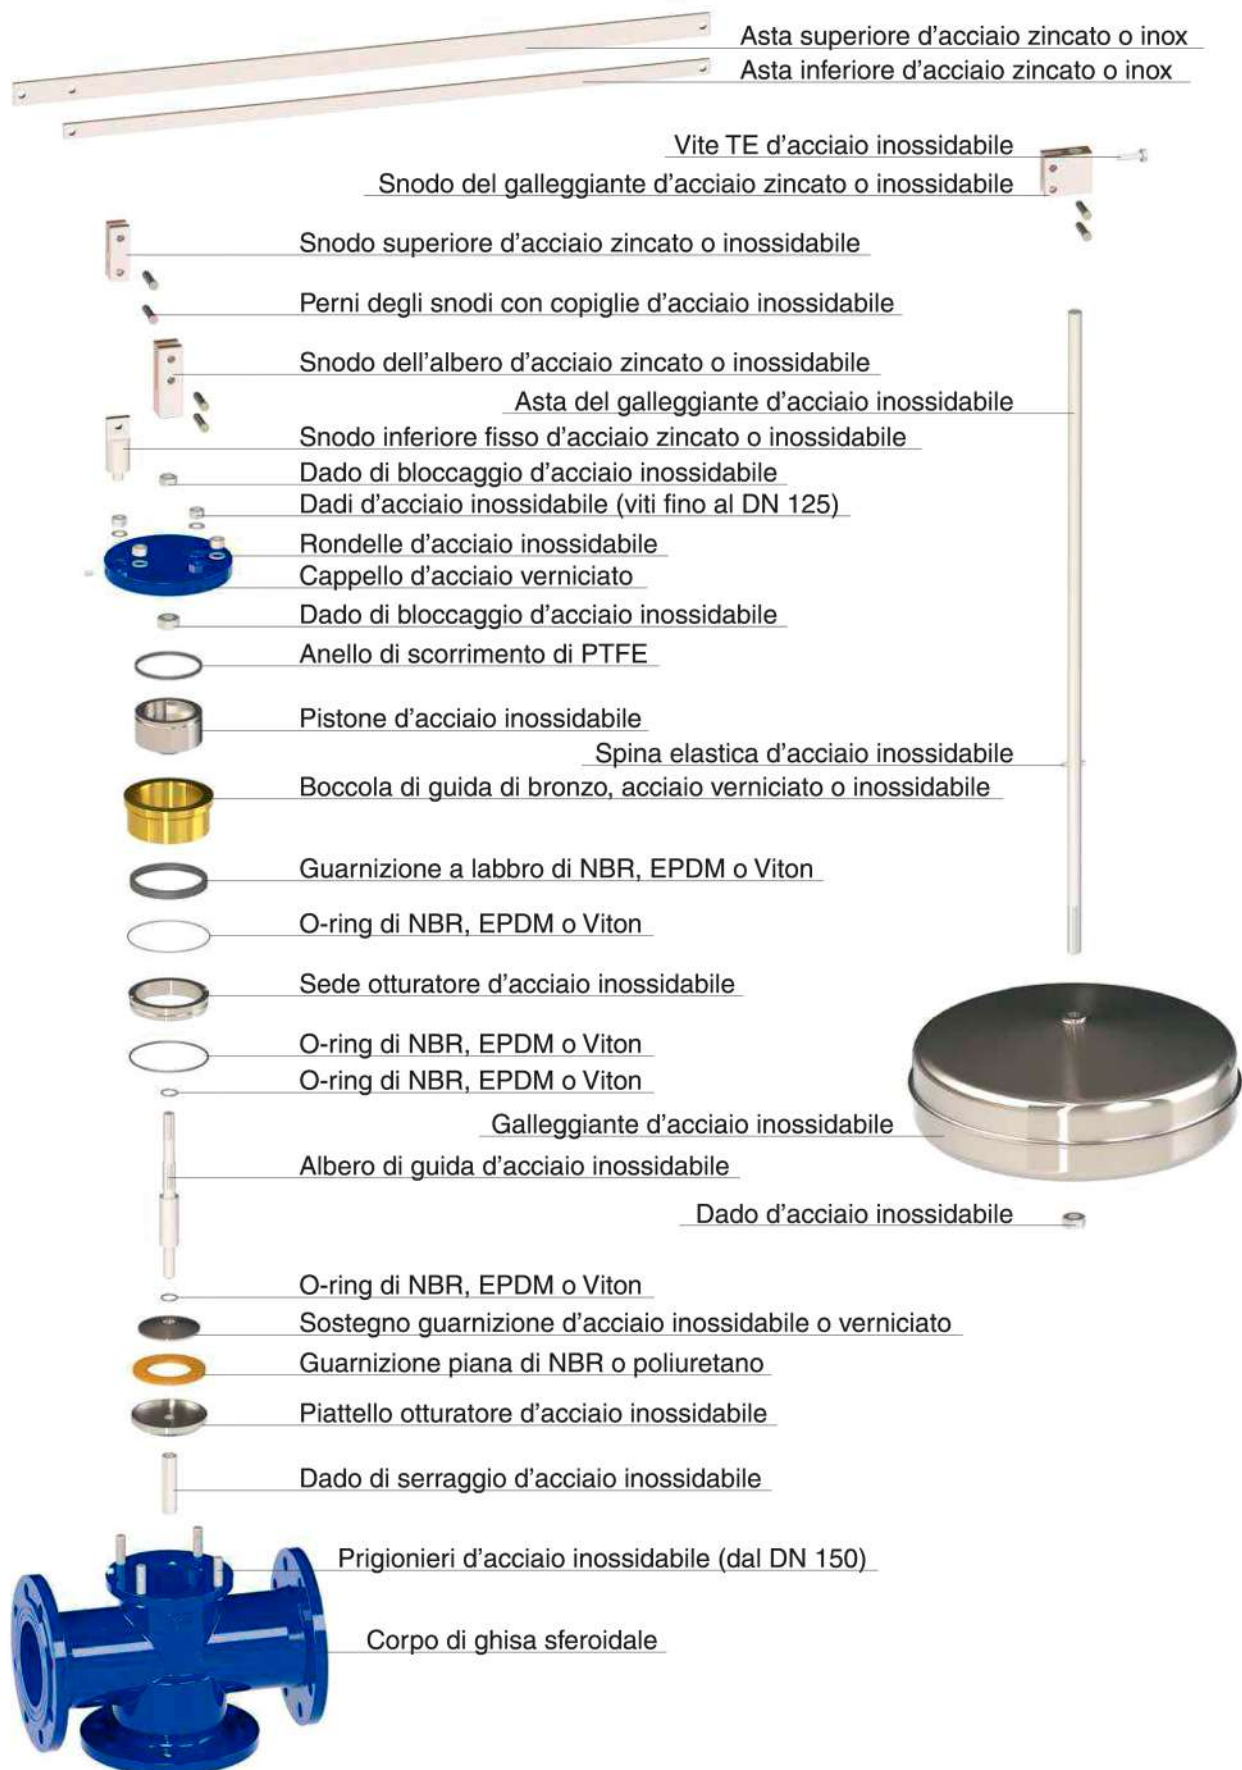 Asta superiore d'acciaio zincato o inox
Asta inferiore d'acciaio zincato o inox
Vite TE d'acciaio inossidabile
Snodo del galleggiante d'acciaio zincato o inossidabile
Snodo superiore d'acciaio zincato o inossidabile
Perni degli snodi con copiglie d'acciaio inossidabile
Snodo dell'albero d'acciaio zincato o inossidabile
Asta del galleggiante d'acciaio inossidabile
Snodo inferiore fisso d'acciaio zincato o inossidabile
Dado di bloccaggio d'acciaio inossidabile
Dadi d'acciaio inossidabile (viti fino al DN 125)
Rondelle d'acciaio inossidabile
Cappello d'acciaio verniciato
Dado di bloccaggio d'acciaio inossidabile
Anello di scorrimento di PTFE
Pistone d'acciaio inossidabile
Spina elastica d'acciaio inossidabile
Boccola di guida di bronzo, acciaio verniciato o inossidabile
Guarnizione a labbro di NBR, EPDM o Viton
O-ring di NBR, EPDM o Viton
Sede otturatore d'acciaio inossidabile
O-ring di NBR, EPDM o Viton
O-ring di NBR, EPDM o Viton
Galleggiante d'acciaio inossidabile
Albero di guida d'acciaio inossidabile
Dado d'acciaio inossidabile
O-ring di NBR, EPDM o Viton
Sostegno guarnizione d'acciaio inossidabile o verniciato
Guarnizione piana di NBR o poliuretano
Piattello otturatore d'acciaio inossidabile
Dado di serraggio d'acciaio inossidabile
Prigionieri d'acciaio inossidabile (dal DN 150)
Corpo di ghisa sferoidale